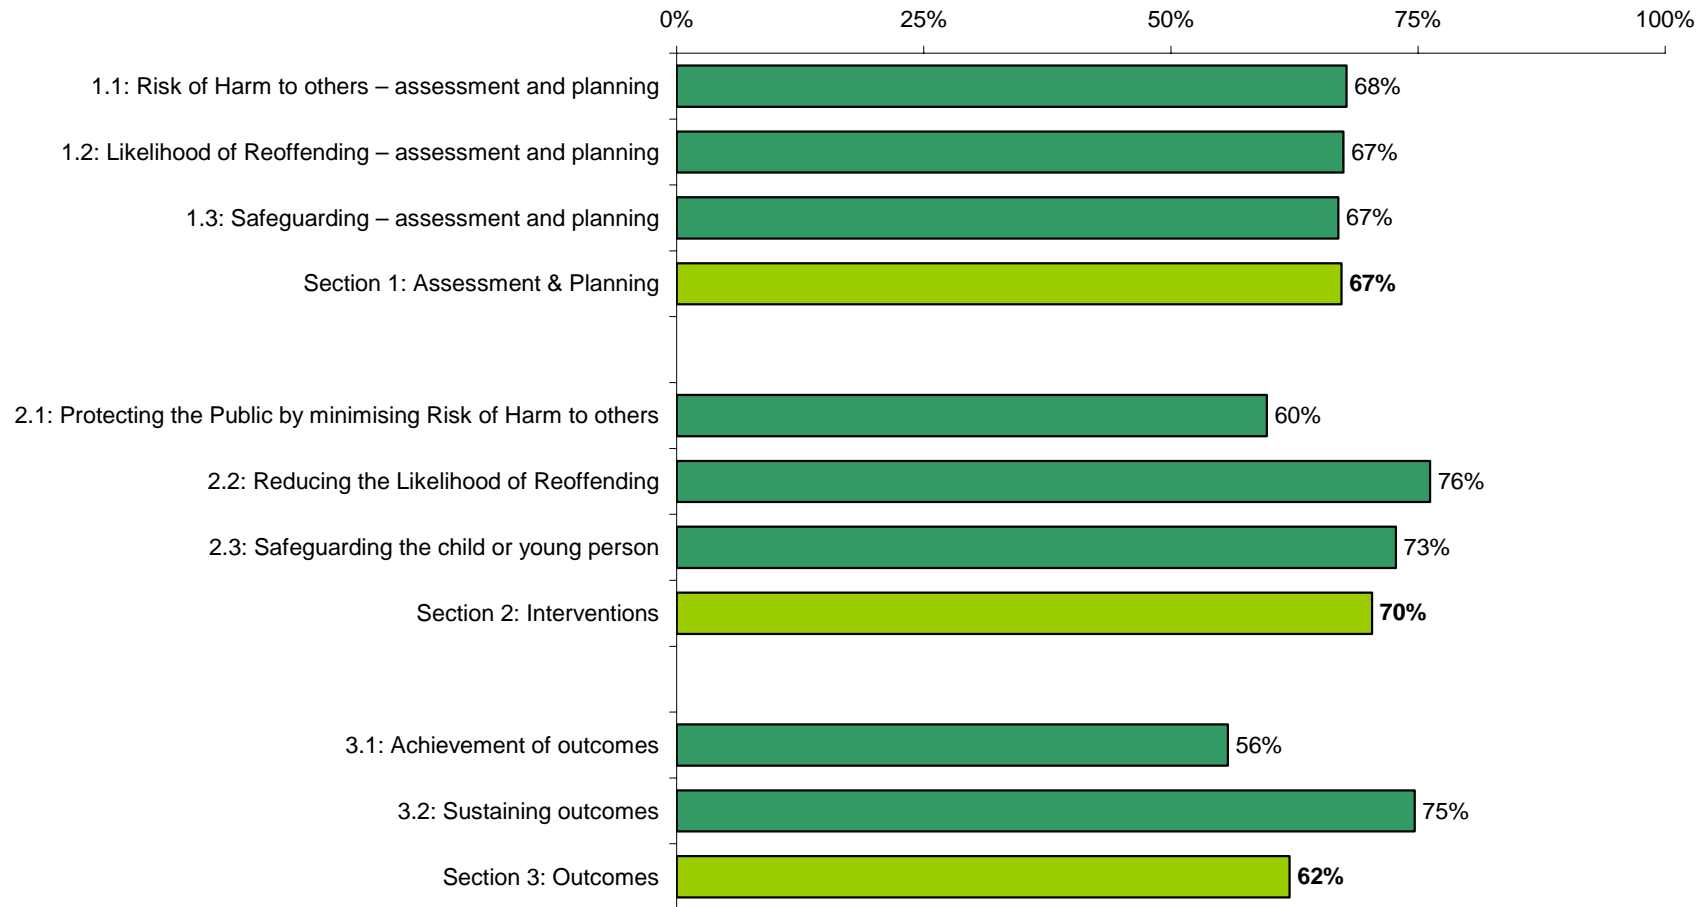 0% 25% 50% 75% 100%
1.1: Risk of Harm to others – assessment and planning 68%
1.2: Likelihood of Reoffending – assessment and planning 67%
1.3: Safeguarding – assessment and planning 67%
Section 1: Assessment & Planning 67%
2.1: Protecting the Public by minimising Risk of Harm to others 60%
2.2: Reducing the Likelihood of Reoffending 76%
2.3: Safeguarding the child or young person 73%
Section 2: Interventions 70%
3.1: Achievement of outcomes 56%
3.2: Sustaining outcomes 75%
Section 3: Outcomes 62%